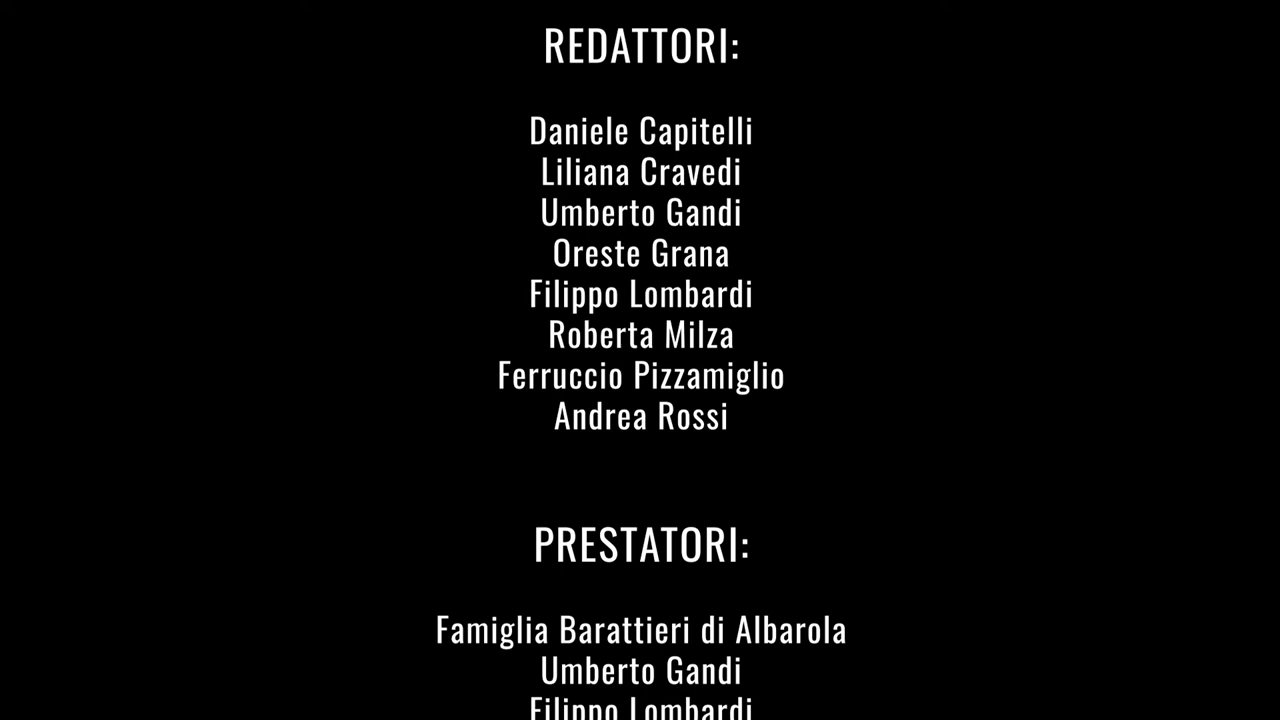 REDATTORI:
Daniele Capitelli
Liliana Cravedi
Umberto Gandi
Oreste Grana
Filippo Lombardi
Roberta Milza
Ferruccio Pizzamiglio
Andrea Rossi
PRESTATORI:
Famiglia Barattieri di Albarola
Umberto Gandi
Filippo Lombardi